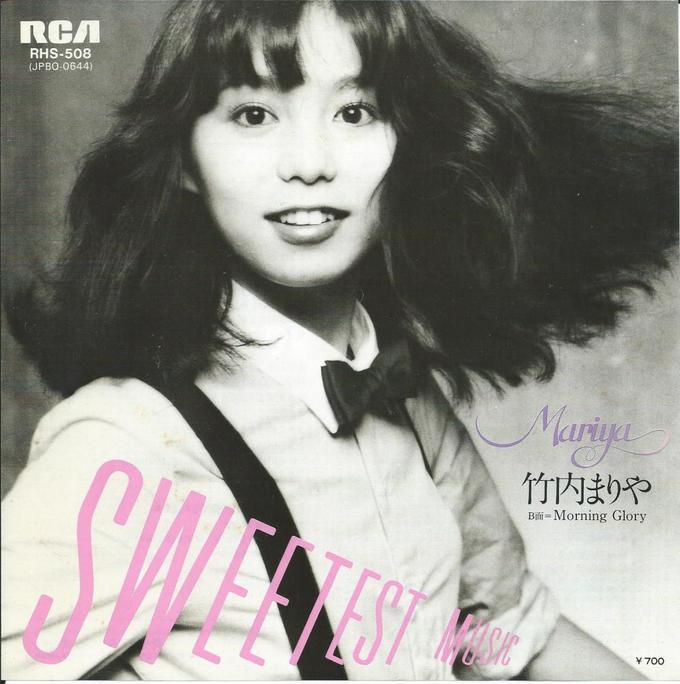 RCA
RHS-508
(JPBO-0644)
Mariya
竹内まりや
B面=Morning Glory
SWEETEST MUSIC
¥700